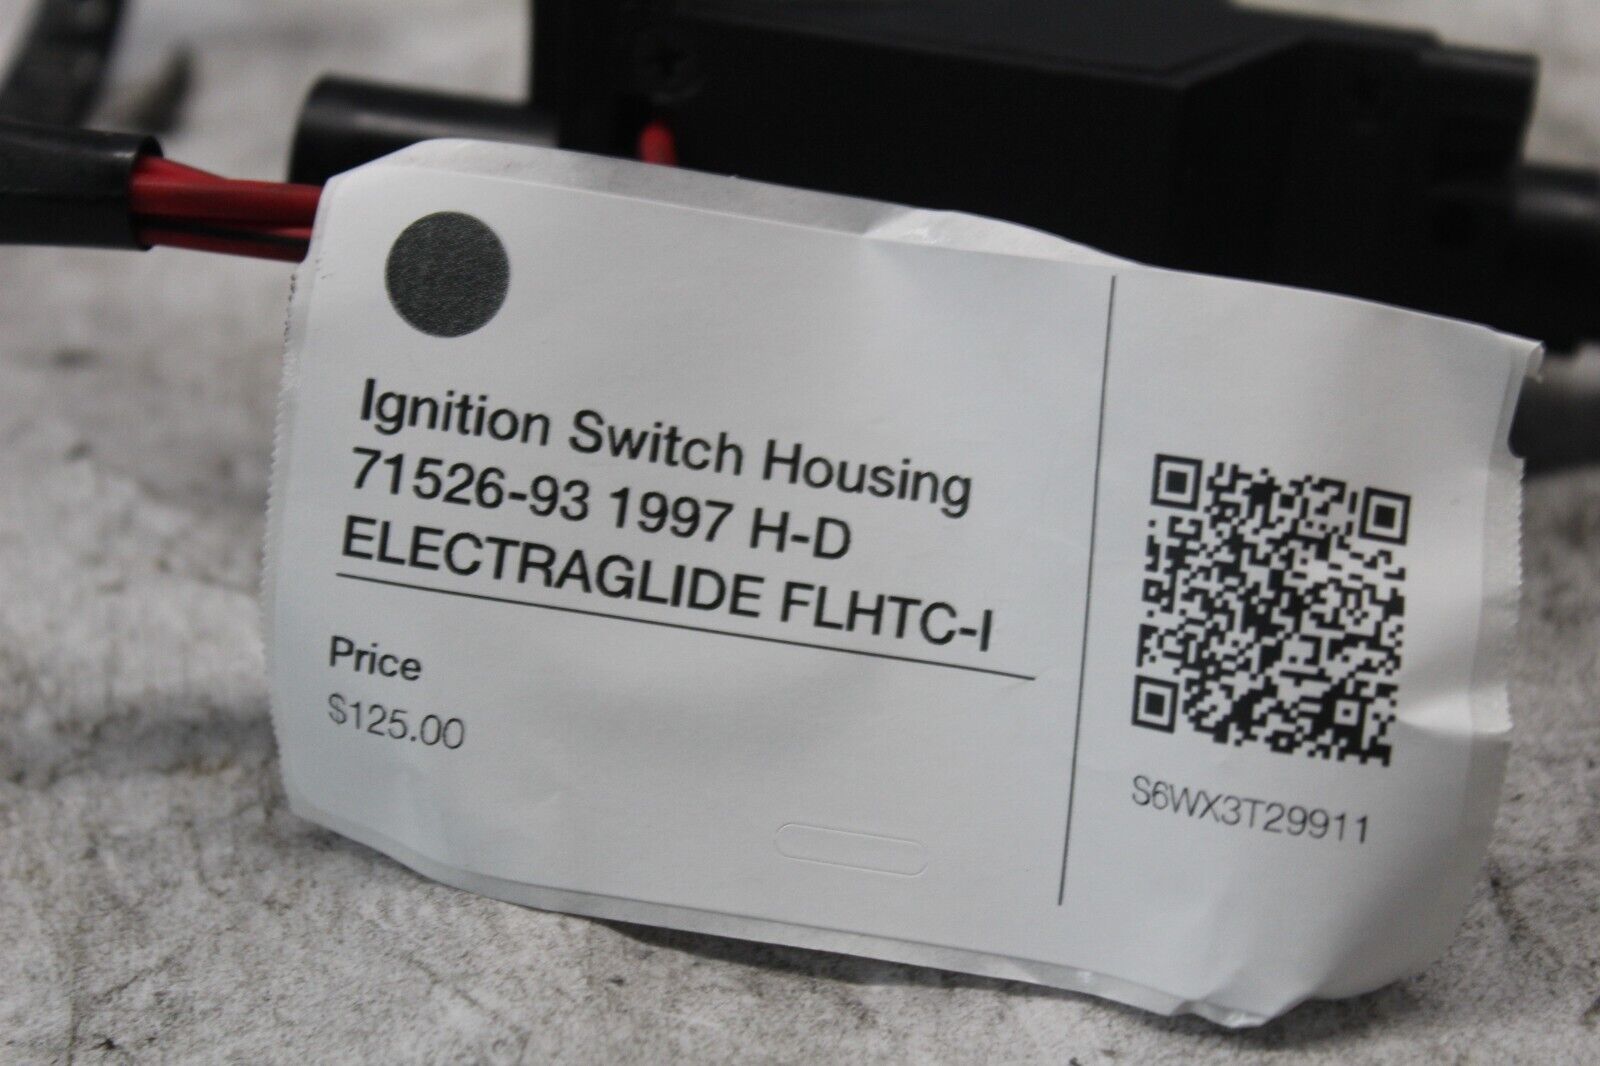 Ignition Switch Housing
71526-93 1997 H-D
ELECTRAGLIDE FLHTC-I
Price
$125.00
S6WX3T29911